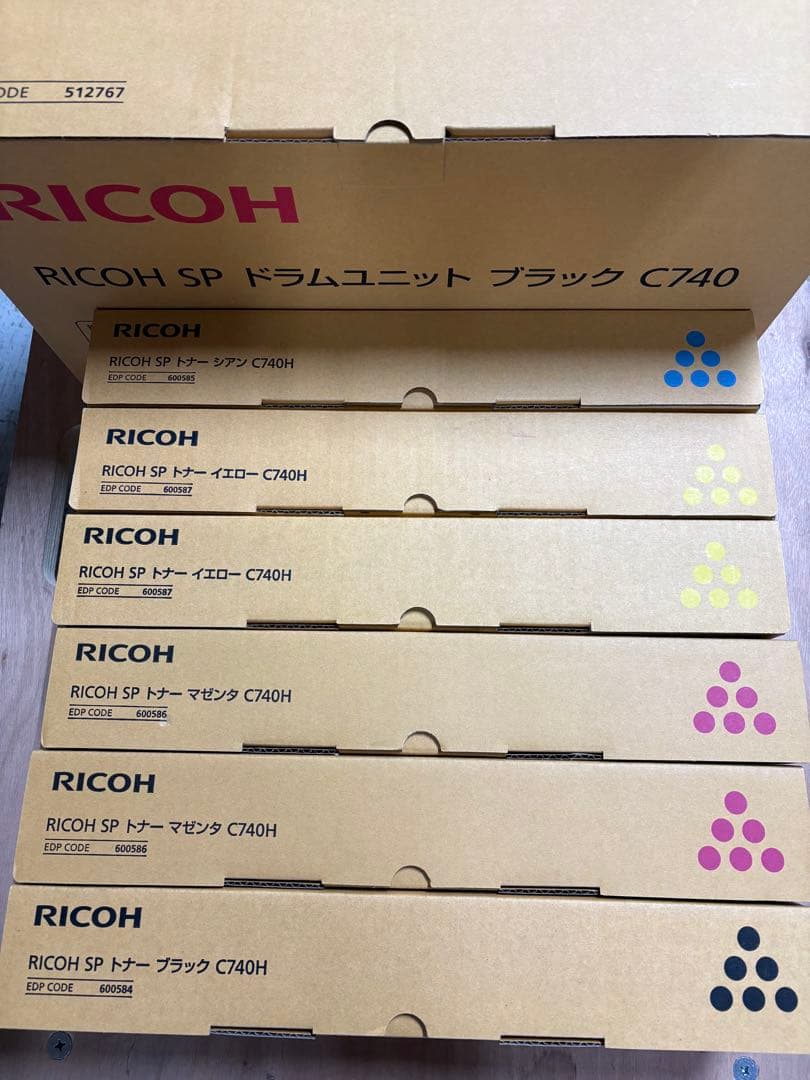 CODE 512767
RICOH
RICOH SP ドラムユニット ブラック C740
RICOH
RICOH SP トナー シアン C740H
EDP CODE 600585
RICOH
RICOH SP トナー イエロー C740H
EDP CODE 600587
RICOH
RICOH SP トナー イエロー C740H
EDP CODE 600587
RICOH
RICOH SP トナー マゼンタ C740H
EDP CODE 600586
RICOH
RICOH SP トナー マゼンタ C740H
EDP CODE 600586
RICOH
RICOH SP トナー ブラック C740H
EDP CODE 600584